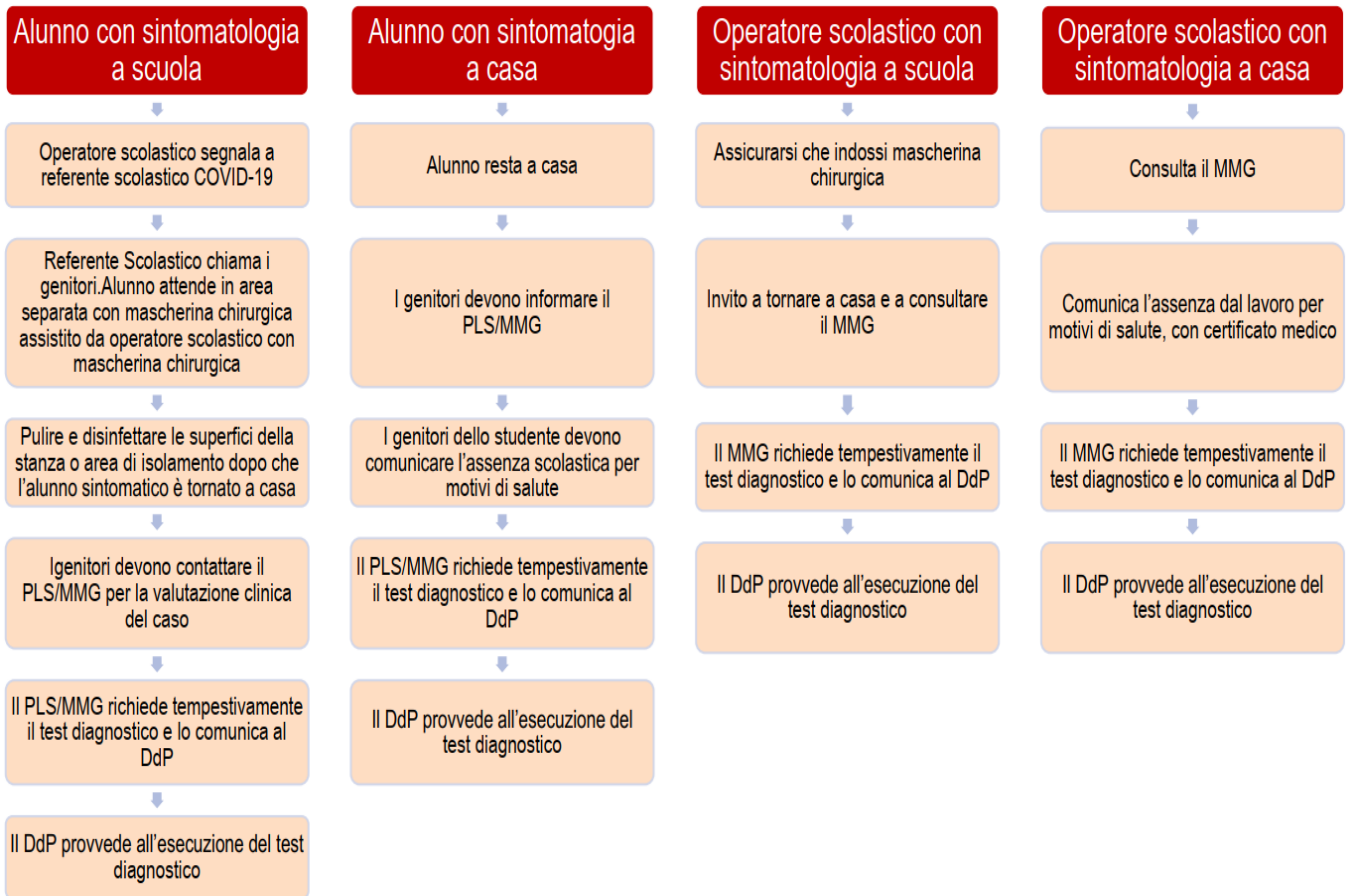 Alunno con sintomatologia
a scuola
Operatore scolastico segnala a
referente scolastico COVID-19
Referente Scolastico chiama i
genitori.Alunno attende in area
separata con mascherina chirurgica
assistito da operatore scolastico con
mascherina chirurgica
Pulire e disinfettare le superfici della
stanza o area di isolamento dopo che
l’alunno sintomatico è tornato a casa
Igenitori devono contattare il
PLS/MMG per la valutazione clinica
del caso
Il PLS/MMG richiede tempestivamente
il test diagnostico e lo comunica al
DdP
Il DdP provvede all’esecuzione del test
diagnostico
Alunno con sintomatogia
a casa
Alunno resta a casa
I genitori devono informare il
PLS/MMG
I genitori dello studente devono
comunicare l’assenza scolastica per
motivi di salute
Il PLS/MMG richiede tempestivamente
il test diagnostico e lo comunica al
DdP
Il DdP provvede all’esecuzione del
test diagnostico
Operatore scolastico con
sintomatologia a scuola
Assicurarsi che indossi mascherina
chirurgica
Invito a tornare a casa e a consultare
il MMG
Il MMG richiede tempestivamente il
test diagnostico e lo comunica al DdP
Il DdP provvede all’esecuzione del
test diagnostico
Operatore scolastico con
sintomatologia a casa
Consulta il MMG
Comunica l’assenza dal lavoro per
motivi di salute, con certificato medico
Il MMG richiede tempestivamente il
test diagnostico e lo comunica al DdP
Il DdP provvede all’esecuzione del
test diagnostico